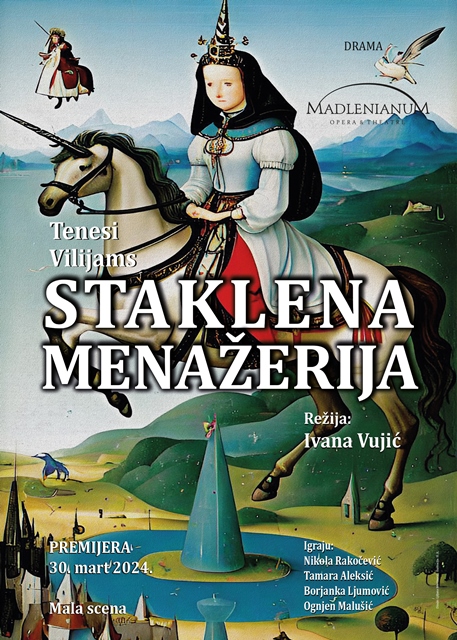 DRAMA
MADLENIANUM
OPERA & THEATRE
Tenesi
Vilijams
STAKLENA
MENAŽERIJA
Režija:
Ivana Vujić
PREMIJERA
30. mart 2024.
Mala scena
Igraju:
Nikola Rakočević
Tamara Aleksić
Borjanka Ljumović
Ognjen Malušić